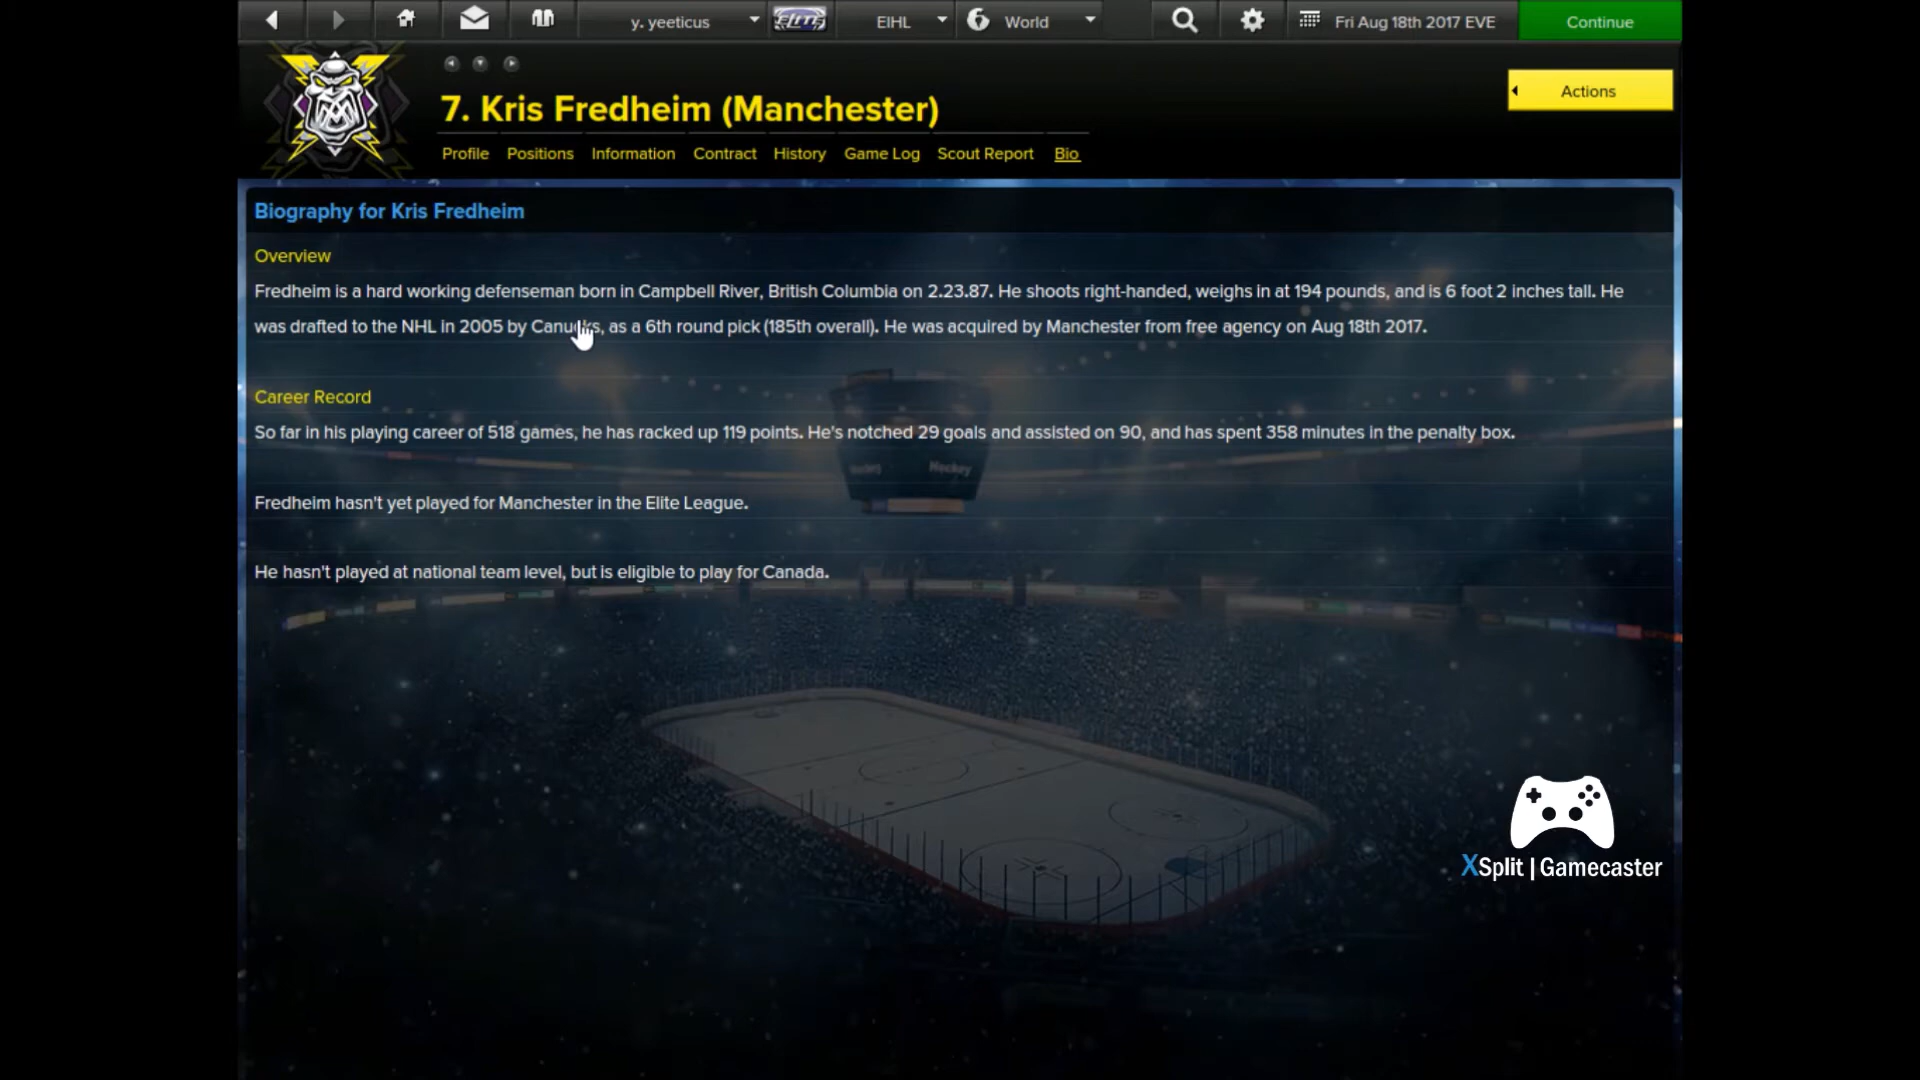 y. yeeticus
ELITE
EIHL
World
Fri Aug 18th 2017 EVE
Continue
7. Kris Fredheim (Manchester)
Actions
Profile
Positions
Information
Contract
History
Game Log
Scout Report
Bio
Biography for Kris Fredheim
Overview
Fredheim is a hard working defenseman born in Campbell River, British Columbia on 2.23.87. He shoots right-handed, weighs in at 194 pounds, and is 6 foot 2 inches tall. He
was drafted to the NHL in 2005 by Canucks, as a 6th round pick (185th overall). He was acquired by Manchester from free agency on Aug 18th 2017.
Career Record
So far in his playing career of 518 games, he has racked up 119 points. He's notched 29 goals and assisted on 90, and has spent 358 minutes in the penalty box.
Hockey
Hockey
Fredheim hasn't yet played for Manchester in the Elite League.
He hasn't played at national team level, but is eligible to play for Canada.
XSplit | Gamecaster